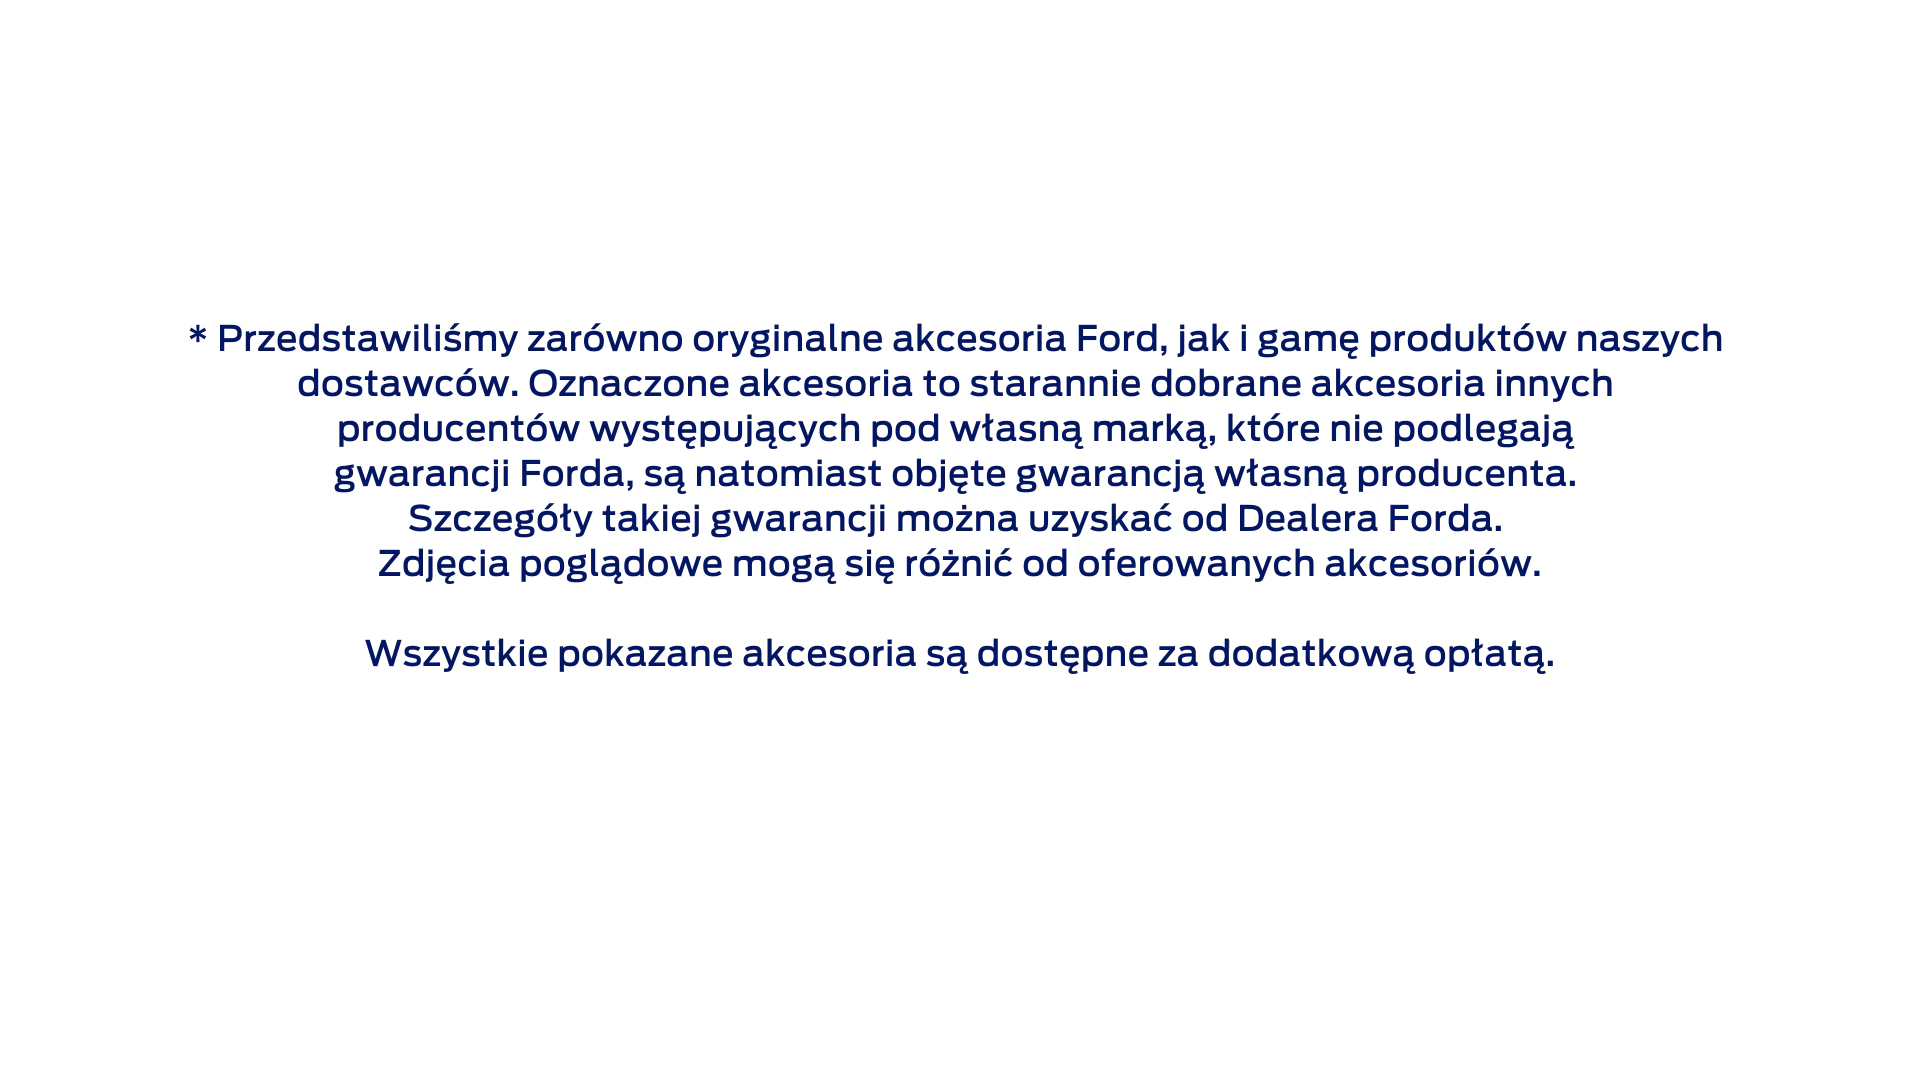 * Przedstawiliśmy zarówno oryginalne akcesoria Ford, jak i gamę produktów naszych
dostawców. Oznaczone akcesoria to starannie dobrane akcesoria innych
producentów występujących pod własną marką, które nie podlegają
gwarancji Forda, są natomiast objęte gwarancją własną producenta.
Szczegóły takiej gwarancji można uzyskać od Dealera Forda.
Zdjęcia poglądowe mogą się różnić od oferowanych akcesoriów.
Wszystkie pokazane akcesoria są dostępne za dodatkową opłatą.